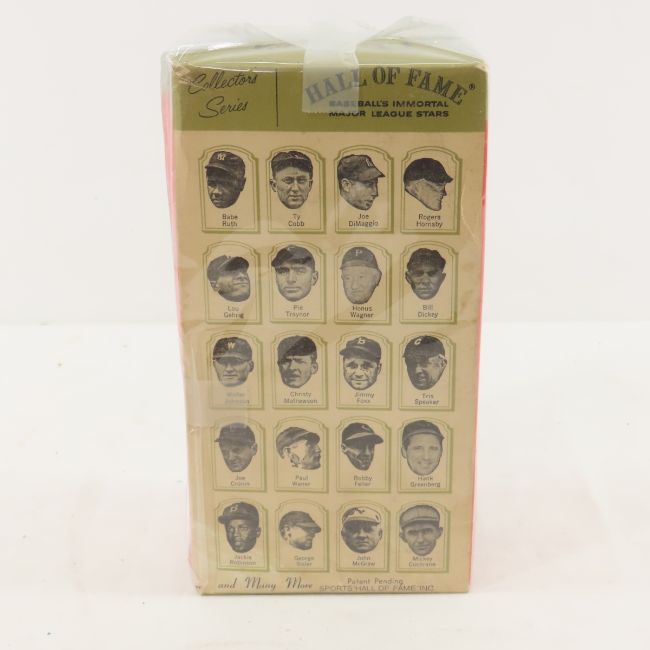 Collector's
Series
HALL OF FAME®
BASEBALL'S IMMORTAL
MAJOR LEAGUE STARS
Babe
Ruth
Ty
Cobb
Joe
DiMaggio
Rogers
Hornsby
Lou
Gehrig
Pie
Traynor
Honus
Wagner
Bill
Dickey
Walter
Johnson
Christy
Mathewson
Jimmy
Foxx
Tris
Speaker
Joe
Cronin
Paul
Waner
Bobby
Feller
Hank
Greenberg
Jackie
Robinson
George
Sisler
John
McGraw
Mickey
Cochrane
and Many More
Patent Pending
SPORTS HALL OF FAME INC.